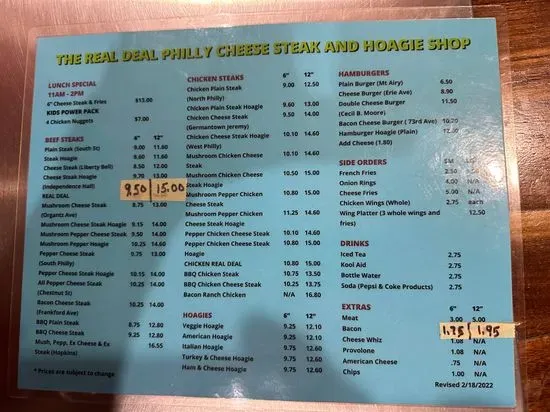 THE REAL DEAL PHILLY CHEESE STEAK AND HOAGIE SHOP
LUNCH SPECIAL
11AM - 2PM
6" Cheese Steak & Fries $13.00
KIDS POWER PACK
4 Chicken Nuggets $7.00
BEEF STEAKS 6" 12"
Plain Steak (South St) 9.00 11.60
Steak Hoagie 8.60 11.60
Cheese Steak (Liberty Bell) 8.50 12.00
Cheese Steak Hoagie 9.70 13.00
(Independence Hall)
REAL DEAL 9.50 15.00
Mushroom Cheese Steak 8.75 13.00
(Organtz Ave)
Mushroom Cheese Steak Hoagie 9.15 14.00
Mushroom Pepper Cheese Steak 9.50 14.00
Mushroom Pepper Hoagie 10.25 14.60
Pepper Cheese Steak 9.75 13.00
(South Philly)
Pepper Cheese Steak Hoagie 10.15 14.00
All Pepper Cheese Steak 10.25 14.00
(Chestnut St)
Bacon Cheese Steak 10.25 14.00
(Frankford Ave)
BBQ Plain Steak 8.75 12.80
BBQ Cheese Steak 9.25 12.80
Mush, Pepp, Ex Cheese & Ex 16.55
Steak (Hopkins)
* Prices are subject to change
CHICKEN STEAKS 6" 12"
Chicken Plain Steak 9.00 12.50
(North Philly)
Chicken Plain Steak Hoagie 9.60 13.00
Chicken Cheese Steak 9.50 14.00
(Germantown Jeremy)
Chicken Cheese Steak Hoagie 10.10 14.60
(West Philly)
Mushroom Chicken Cheese 10.10 14.60
Steak
Mushroom Chicken Cheese 10.50 15.00
Steak Hoagie
Mushroom Pepper Chicken 10.80 15.00
Cheese Steak
Mushroom Pepper Chicken 11.25 14.60
Cheese Steak Hoagie
Pepper Chicken Cheese Steak 10.10 14.60
Pepper Chicken Cheese Steak 10.80 15.00
Hoagie
CHICKEN REAL DEAL 10.80 15.00
BBQ Chicken Steak 10.75 13.50
BBQ Chicken Cheese Steak 10.25 14.75
Bacon Ranch Chicken N/A 16.80
HOAGIES
Veggie Hoagie 9.25 12.10
American Hoagie 9.25 12.10
Italian Hoagie 9.75 12.60
Turkey & Cheese Hoagie 9.75 12.60
Ham & Cheese Hoagie 9.75 12.60
HAMBURGERS
Plain Burger (Mt Airy) 6.50
Cheese Burger (Erie Ave) 8.90
Double Cheese Burger 11.50
(Cecil B. Moore)
Bacon Cheese Burger ( 73rd Ave) 10.20
Hamburger Hoagie (Plain) 12.30
Add Cheese (1.80)
SIDE ORDERS SM LG
French Fries 2.50
Onion Rings 4.00 N/A
Cheese Fries 5.00 N/A
Chicken Wings (Whole) 2.75 each
Wing Platter (3 whole wings and 12.50
fries)
DRINKS
Iced Tea 2.75
Kool Aid 2.75
Bottle Water 2.75
Soda (Pepsi & Coke Products) 2.75
EXTRAS 6" 12"
Meat 3.00 5.00
Bacon 1.75 1.95
Cheese Whiz 1.08 N/A
Provolone 1.08 N/A
American Cheese .75 N/A
Chips 1.00 N/A
Revised 2/18/2022